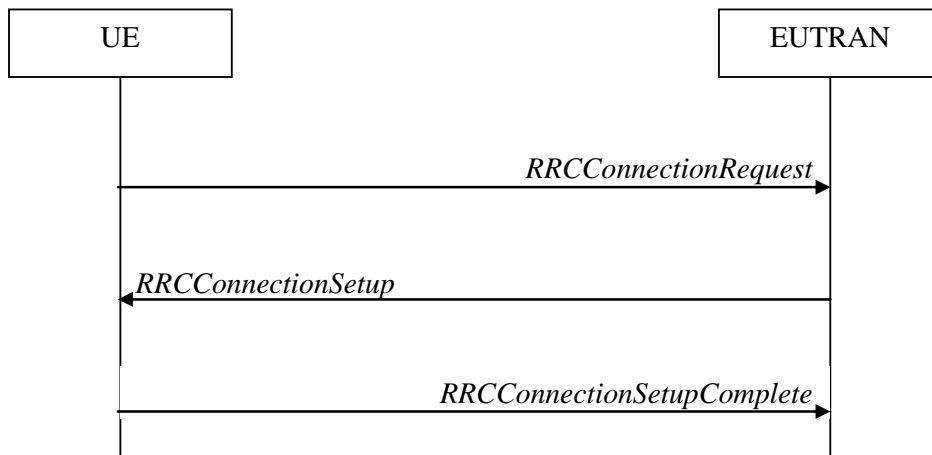 UE
EUTRAN
RRCConnectionRequest
RRCConnectionSetup
RRCConnectionSetupComplete